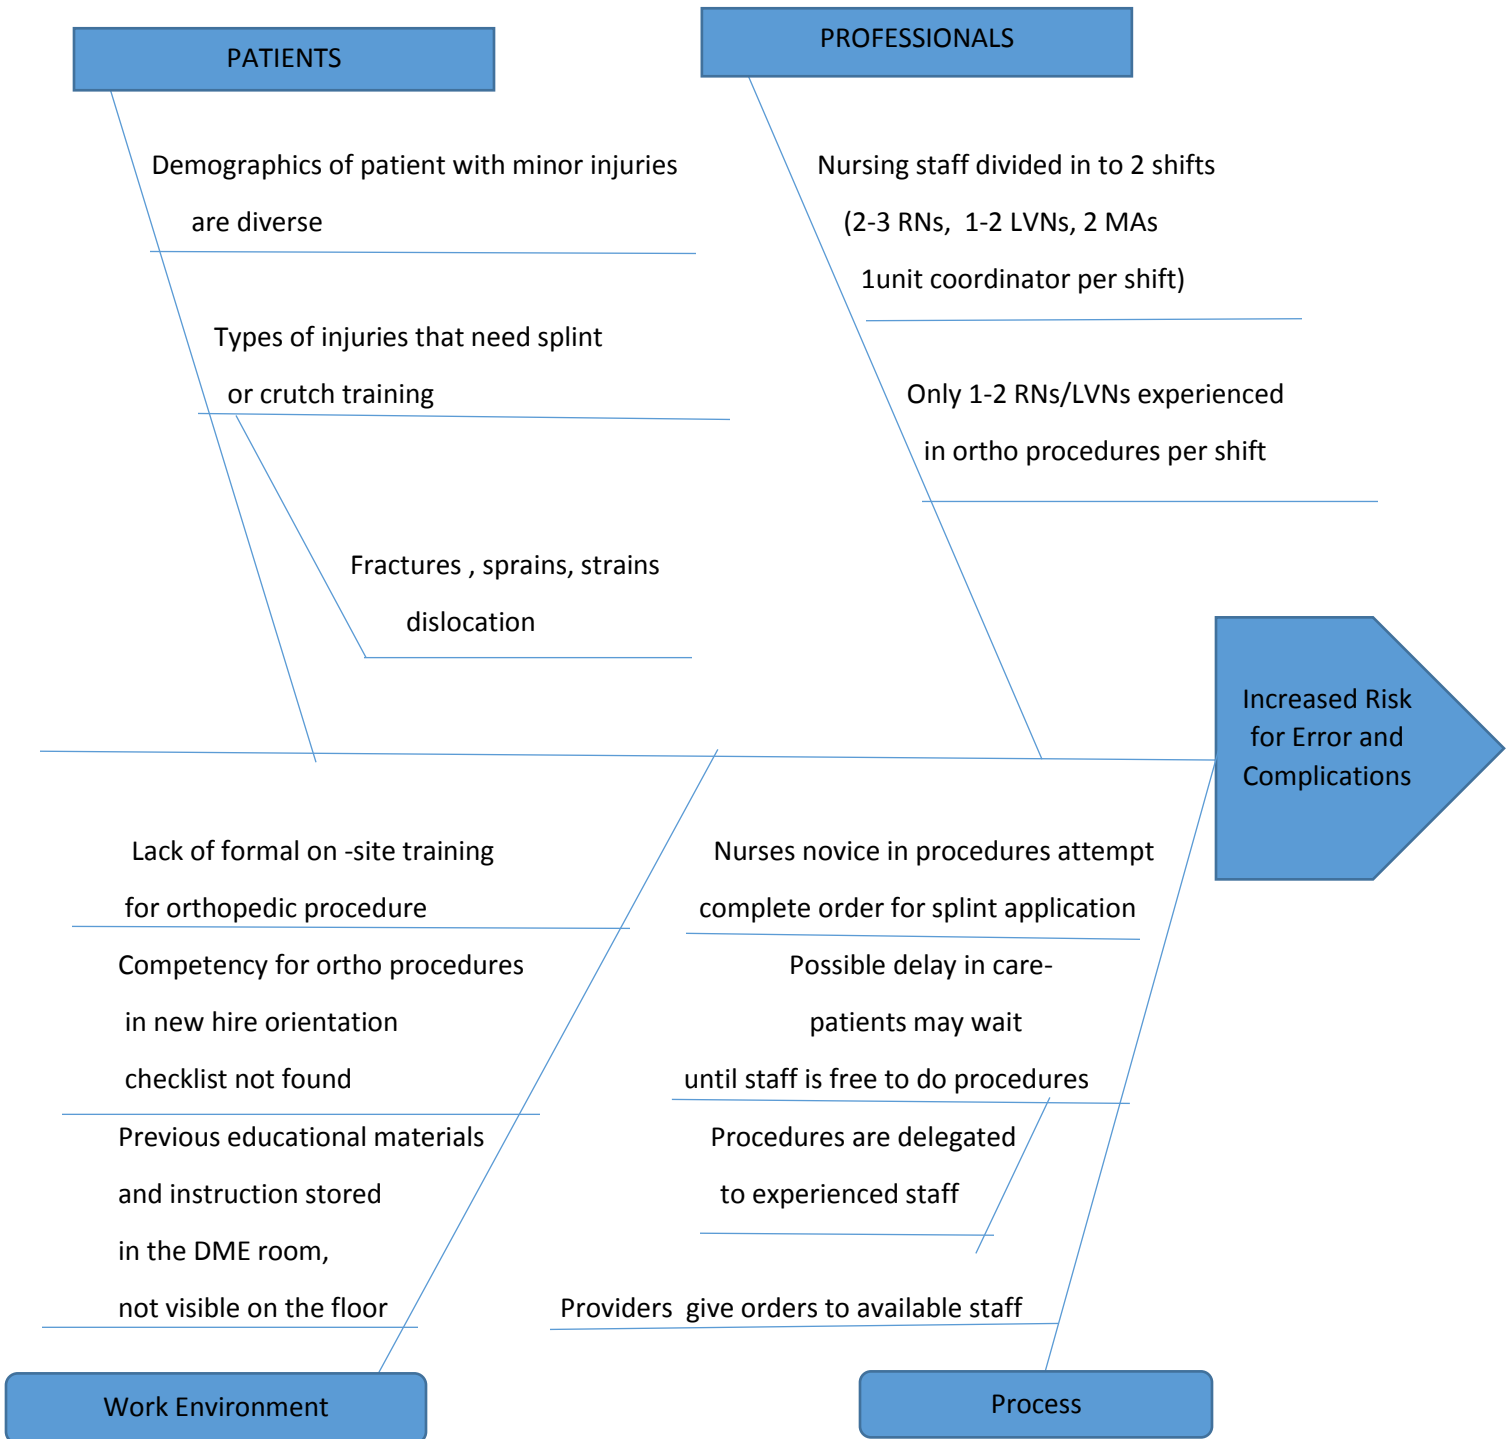 PATIENTS
Demographics of patient with minor injuries
are diverse
Types of injuries that need splint
or crutch training
Fractures , sprains, strains
dislocation
PROFESSIONALS
Nursing staff divided in to 2 shifts
(2-3 RNs, 1-2 LVNs, 2 MAs
1unit coordinator per shift)
Only 1-2 RNs/LVNs experienced
in ortho procedures per shift
Increased Risk
for Error and
Complications
Lack of formal on -site training
for orthopedic procedure
Competency for ortho procedures
in new hire orientation
checklist not found
Previous educational materials
and instruction stored
in the DME room,
not visible on the floor
Work Environment
Nurses novice in procedures attempt
complete order for splint application
Possible delay in care-
patients may wait
until staff is free to do procedures
Procedures are delegated
to experienced staff
Providers give orders to available staff
Process